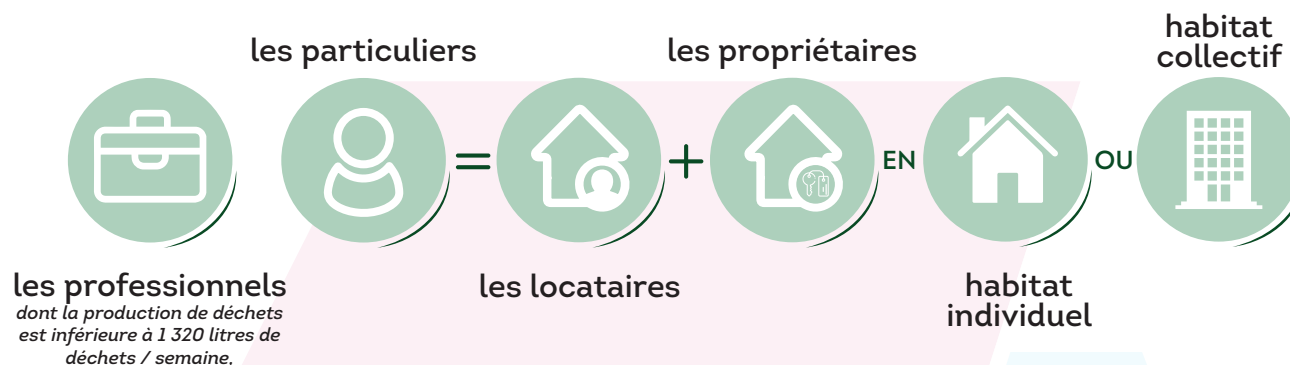 les professionnels
dont la production de déchets
est inférieure à 1 320 litres de
déchets / semaine,
les particuliers
=
les locataires
+
les propriétaires
EN
habitat
individuel
OU
habitat
collectif